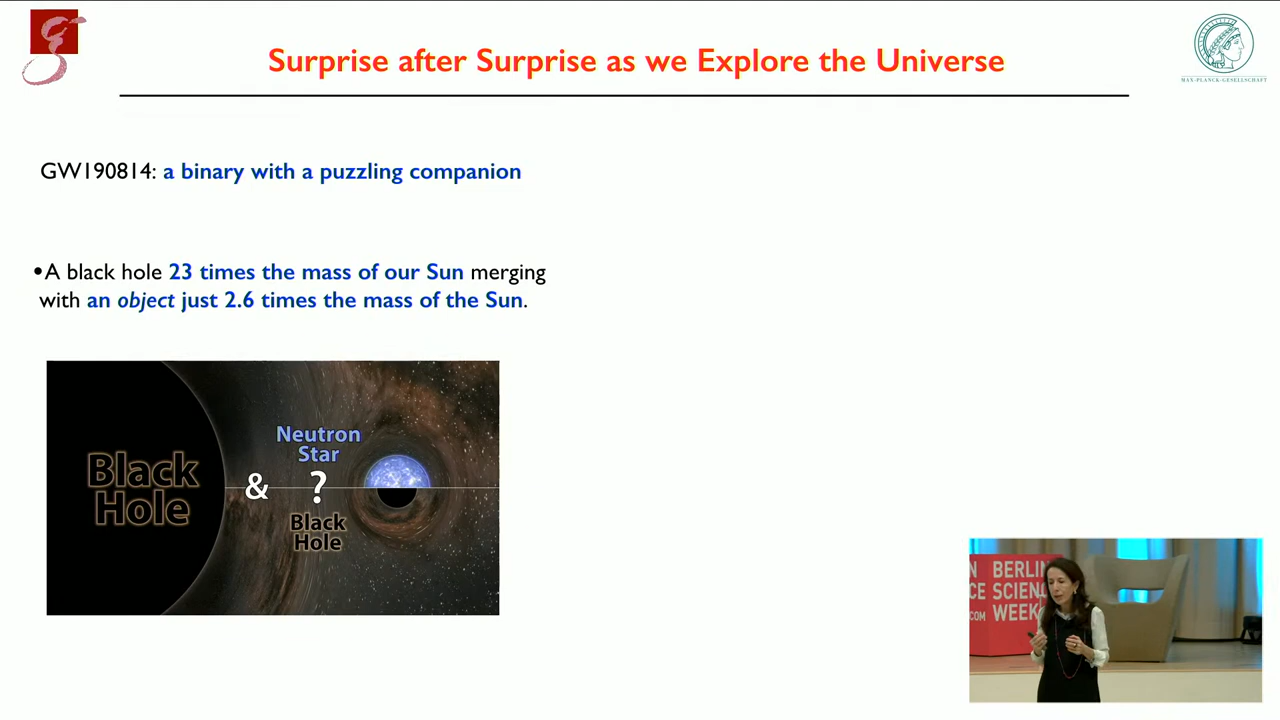 Surprise after Surprise as we Explore the Universe
MAX-PLANCK-GESELLSCHAFT
GW190814: a binary with a puzzling companion
•A black hole 23 times the mass of our Sun merging
with an object just 2.6 times the mass of the Sun.
Black
Hole
&
Neutron
Star
?
Black
Hole
N BERLIN
CE SCIEN
.COM WEEK